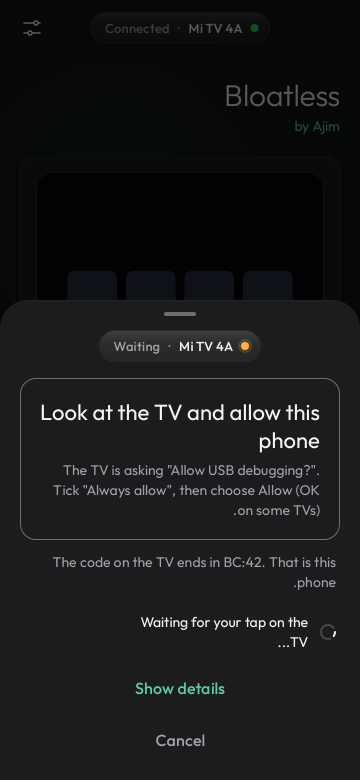 Connected · Mi TV 4A
Bloatless
by Ajim
Waiting · Mi TV 4A
Look at the TV and allow this
phone
The TV is asking "Allow USB debugging?".
Tick "Always allow", then choose Allow (OK
.on some TVs)
The code on the TV ends in BC:42. That is this
.phone
Waiting for your tap on the
...TV
Show details
Cancel